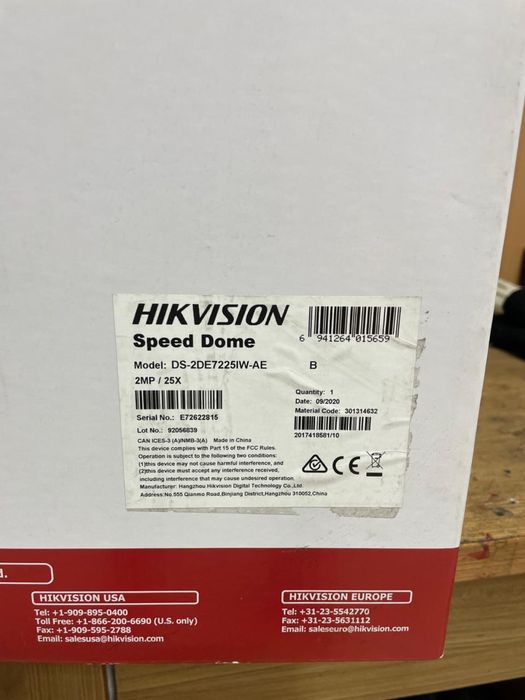 HIKVISION
6 941264 015659
Speed Dome
Model: DS-2DE7225IW-AE B
2MP / 25X
Quantity: 1
Date: 09/2020
Serial No.: E72622815
Material Code: 301314632
Lot No.: 92056839
2017418581/10
CAN ICES-3 (A)/NMB-3(A) Made in China
This device complies with Part 15 of the FCC Rules.
Operation is subject to the following two conditions:
(1)this device may not cause harmful interference, and
(2)this device must accept any interference received,
including interference that may cause undesired operation.
CE
Manufacturer: Hangzhou Hikvision Digital Technology Co.,Ltd.
Address:No.555 Qianmo Road,Binjiang District,Hangzhou 310052,China
d.
HIKVISION USA
Tel: +1-909-895-0400
Toll Free: +1-866-200-6690 (U.S. only)
Fax: +1-909-595-2788
Email: salesusa@hikvision.com
HIKVISION EUROPE
Tel: +31-23-5542770
Fax: +31-23-5631112
Email: saleseuro@hikvision.com